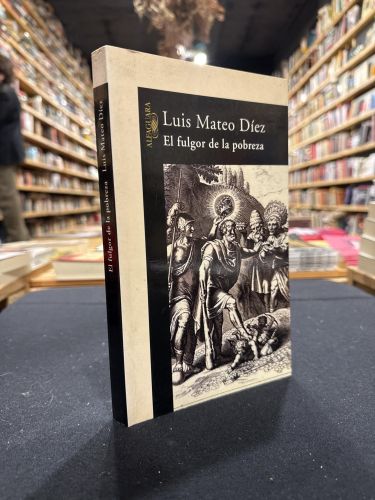 ALFAGUARA
Luis Mateo Díez
El fulgor de la pobreza
El fulgor de la pobreza Luis Mateo Díez